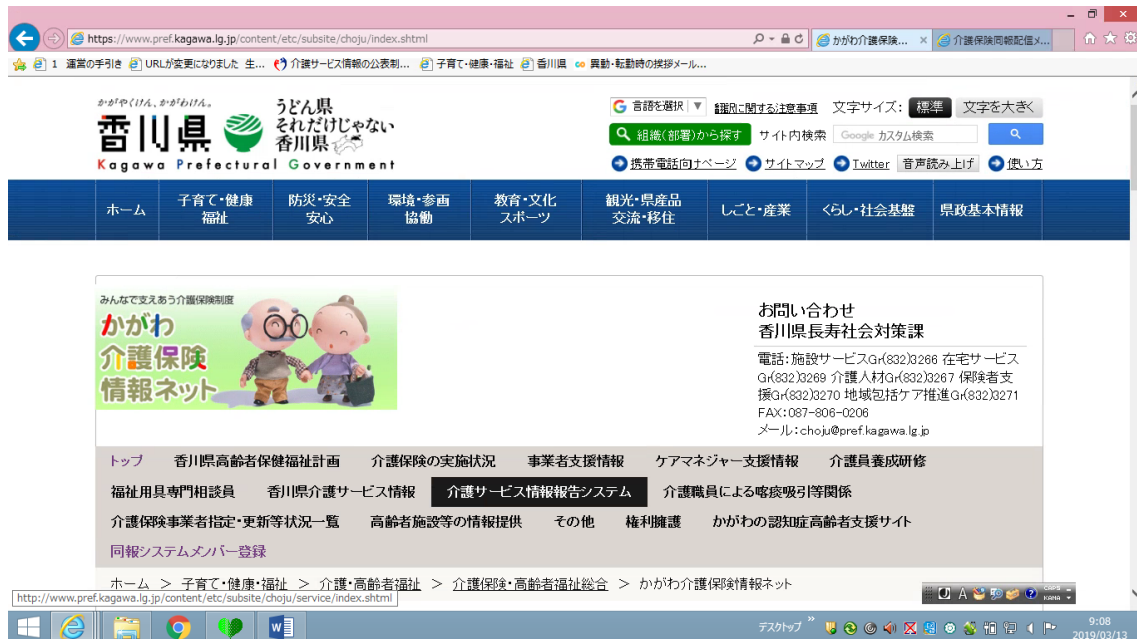 https://www.pref.kagawa.lg.jp/content/etc/subsite/choju/index.shtml
かがわ介護保険...
介護保険同報配信メ...
1 運営の手引き
URLが変更になりました 生...
介護サービス情報の公表制...
子育て・健康・福祉
香川県
異動・転勤時の挨拶メール...
かがやくけん、かがわけん。
香川県
Kagawa Prefectural Government
うどん県
それだけじゃない
香川県
言語を選択 ▼
翻訳に関する注意事項
文字サイズ:
標準
文字を大きく
組織(部署)から探す
サイト内検索
Google カスタム検索
携帯電話向けページ
サイトマップ
Twitter
音声読み上げ
使い方
ホーム
子育て・健康
福祉
防災・安全
安心
環境・参画
協働
教育・文化
スポーツ
観光・県産品
交流・移住
しごと・産業
くらし・社会基盤
県政基本情報
みんなで支えあう介護保険制度
かがわ
介護保険
情報ネット
お問い合わせ
香川県長寿社会対策課
電話:施設サービスGr(832)3266 在宅サービス
Gr(832)3269 介護人材Gr(832)3267 保険者支
援Gr(832)3270 地域包括ケア推進Gr(832)3271
FAX:087-806-0206
メール:choju@pref.kagawa.lg.jp
トップ 香川県高齢者保健福祉計画 介護保険の実施状況 事業者支援情報 ケアマネジャー支援情報 介護員養成研修
福祉用具専門相談員 香川県介護サービス情報 介護サービス情報報告システム 介護職員による喀痰吸引等関係
介護保険事業者指定・更新等状況一覧 高齢者施設等の情報提供 その他 権利擁護 かがわの認知症高齢者支援サイト
同報システムメンバー登録
ホーム > 子育て・健康・福祉 > 介護・高齢者福祉 > 介護保険・高齢者福祉総合 > かがわ介護保険情報ネット
http://www.pref.kagawa.lg.jp/content/etc/subsite/choju/service/index.shtml
A
CAPS
KANA
デスクトップ
9:08
2019/03/13